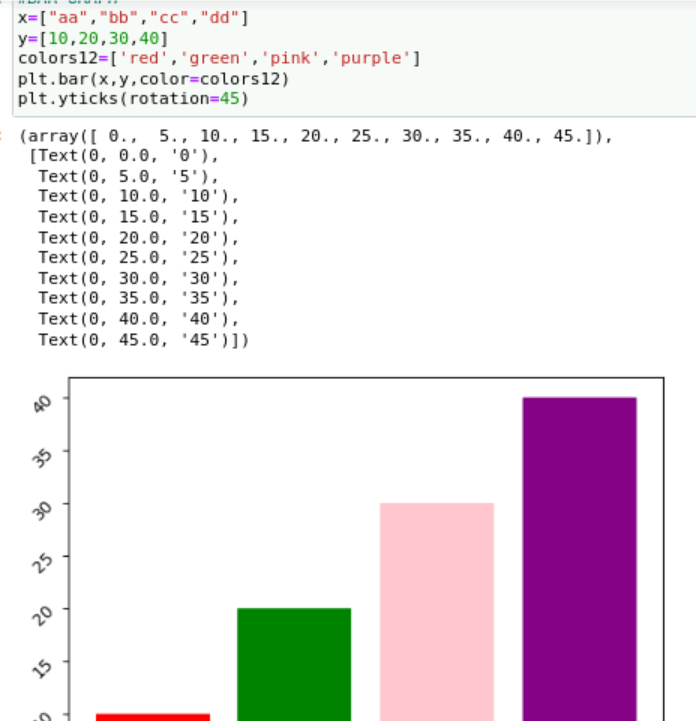 x=["aa","bb","cc","dd"]
y=[10,20,30,40]
colors12=['red','green','pink','purple']
plt.bar(x,y,color=colors12)
plt.yticks(rotation=45)
(array([ 0.,  5., 10., 15., 20., 25., 30., 35., 40., 45.]),
 [Text(0, 0.0, '0'),
  Text(0, 5.0, '5'),
  Text(0, 10.0, '10'),
  Text(0, 15.0, '15'),
  Text(0, 20.0, '20'),
  Text(0, 25.0, '25'),
  Text(0, 30.0, '30'),
  Text(0, 35.0, '35'),
  Text(0, 40.0, '40'),
  Text(0, 45.0, '45')])
40
35
30
25
20
15